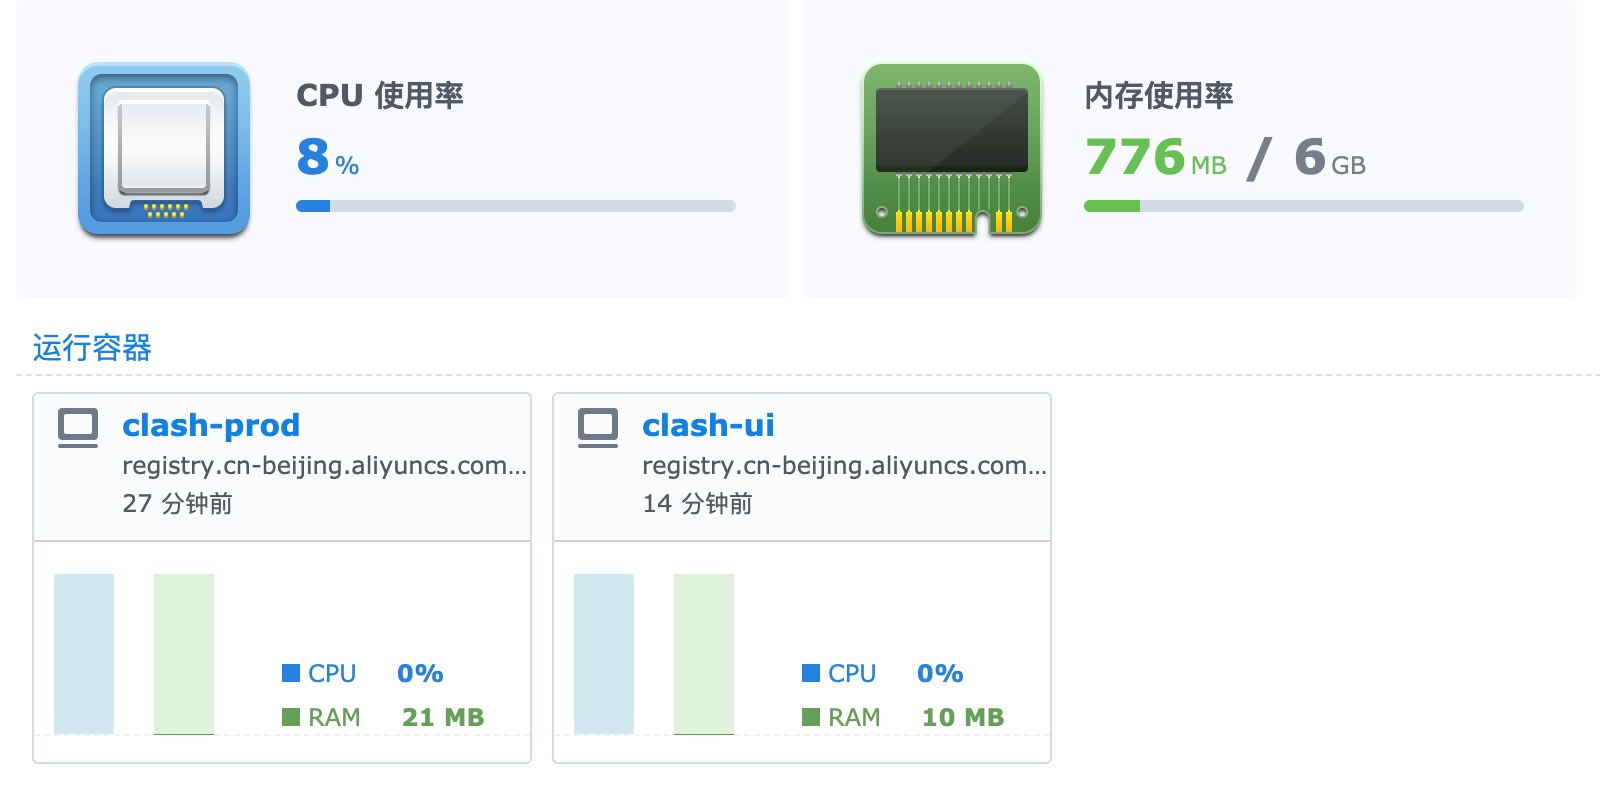 CPU 使用率
8 %
内存使用率
776 MB / 6 GB
运行容器
clash-prod
registry.cn-beijing.aliyuncs.com...
27 分钟前
CPU 0%
RAM 21 MB
clash-ui
registry.cn-beijing.aliyuncs.com...
14 分钟前
CPU 0%
RAM 10 MB